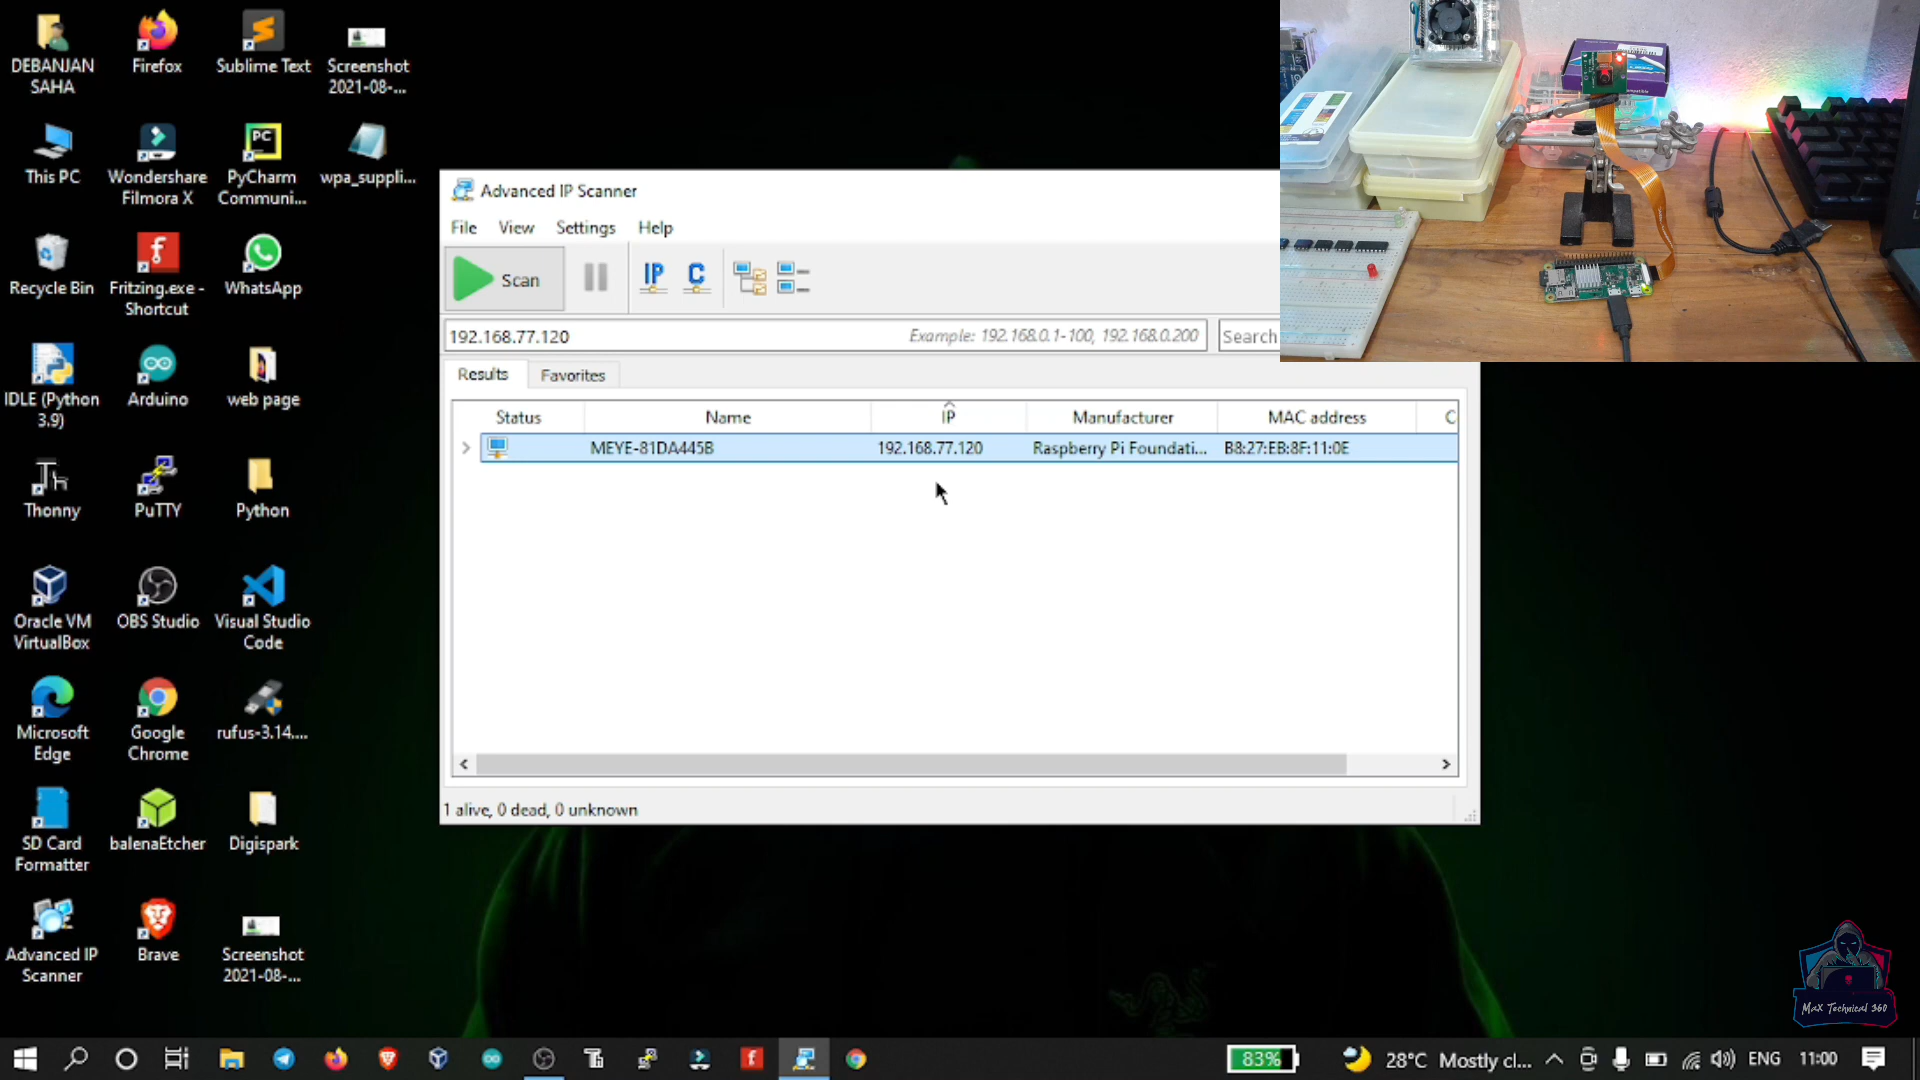 DEBANJAN
SAHA
Firefox
Sublime Text
Screenshot
2021-08-...
This PC
Wondershare
Filmora X
PC
PyCharm
Communi...
wpa_suppli...
Recycle Bin
Fritzing.exe -
Shortcut
WhatsApp
IDLE (Python
3.9)
Arduino
web page
Thonny
PuTTY
Python
Oracle VM
VirtualBox
OBS Studio
Visual Studio
Code
Microsoft
Edge
Google
Chrome
rufus-3.14....
SD Card
Formatter
balenaEtcher
Digispark
Advanced IP
Scanner
Brave
Screenshot
2021-08-...
Advanced IP Scanner
File View Settings Help
Scan IP C
192.168.77.120 Example: 192.168.0.1-100, 192.168.0.200 Search
Results Favorites
Status Name IP Manufacturer MAC address C
MEYE-81DA445B 192.168.77.120 Raspberry Pi Foundati... B8:27:EB:8F:11:0E
1 alive, 0 dead, 0 unknown
MaX Technical 360
83% 28°C Mostly cl... ENG 11:00